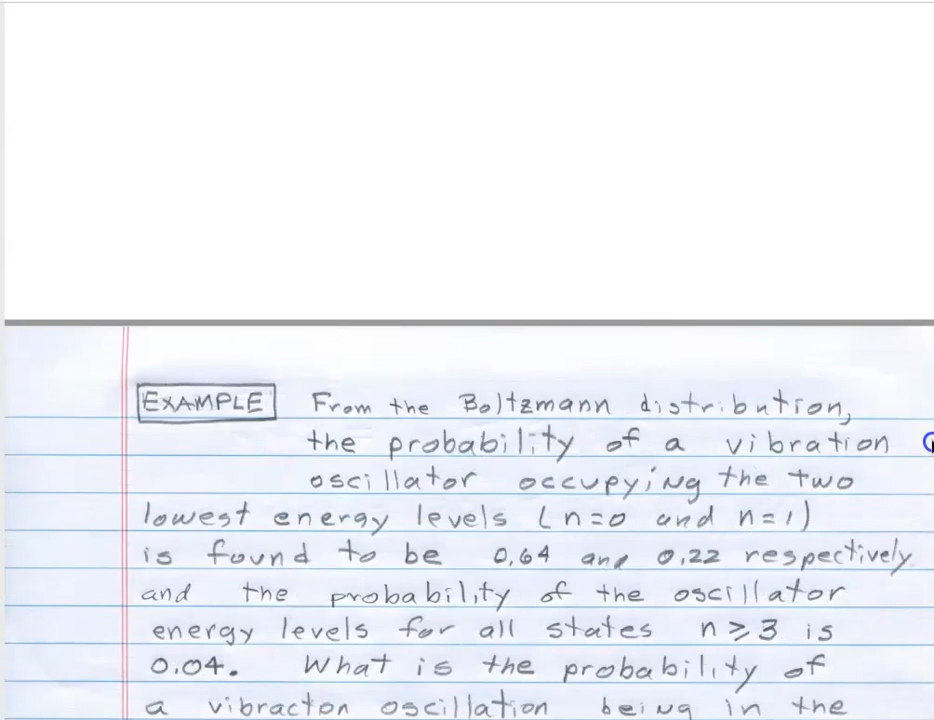 EXAMPLE From the Boltzmann distribution,
the probability of a vibration
oscillator occupying the two
lowest energy levels (n=0 and n=1)
is found to be 0.64 and 0.22 respectively
and the probability of the oscillator
energy levels for all states n≥3 is
0.04. What is the probability of
a vibracton oscillation being in the